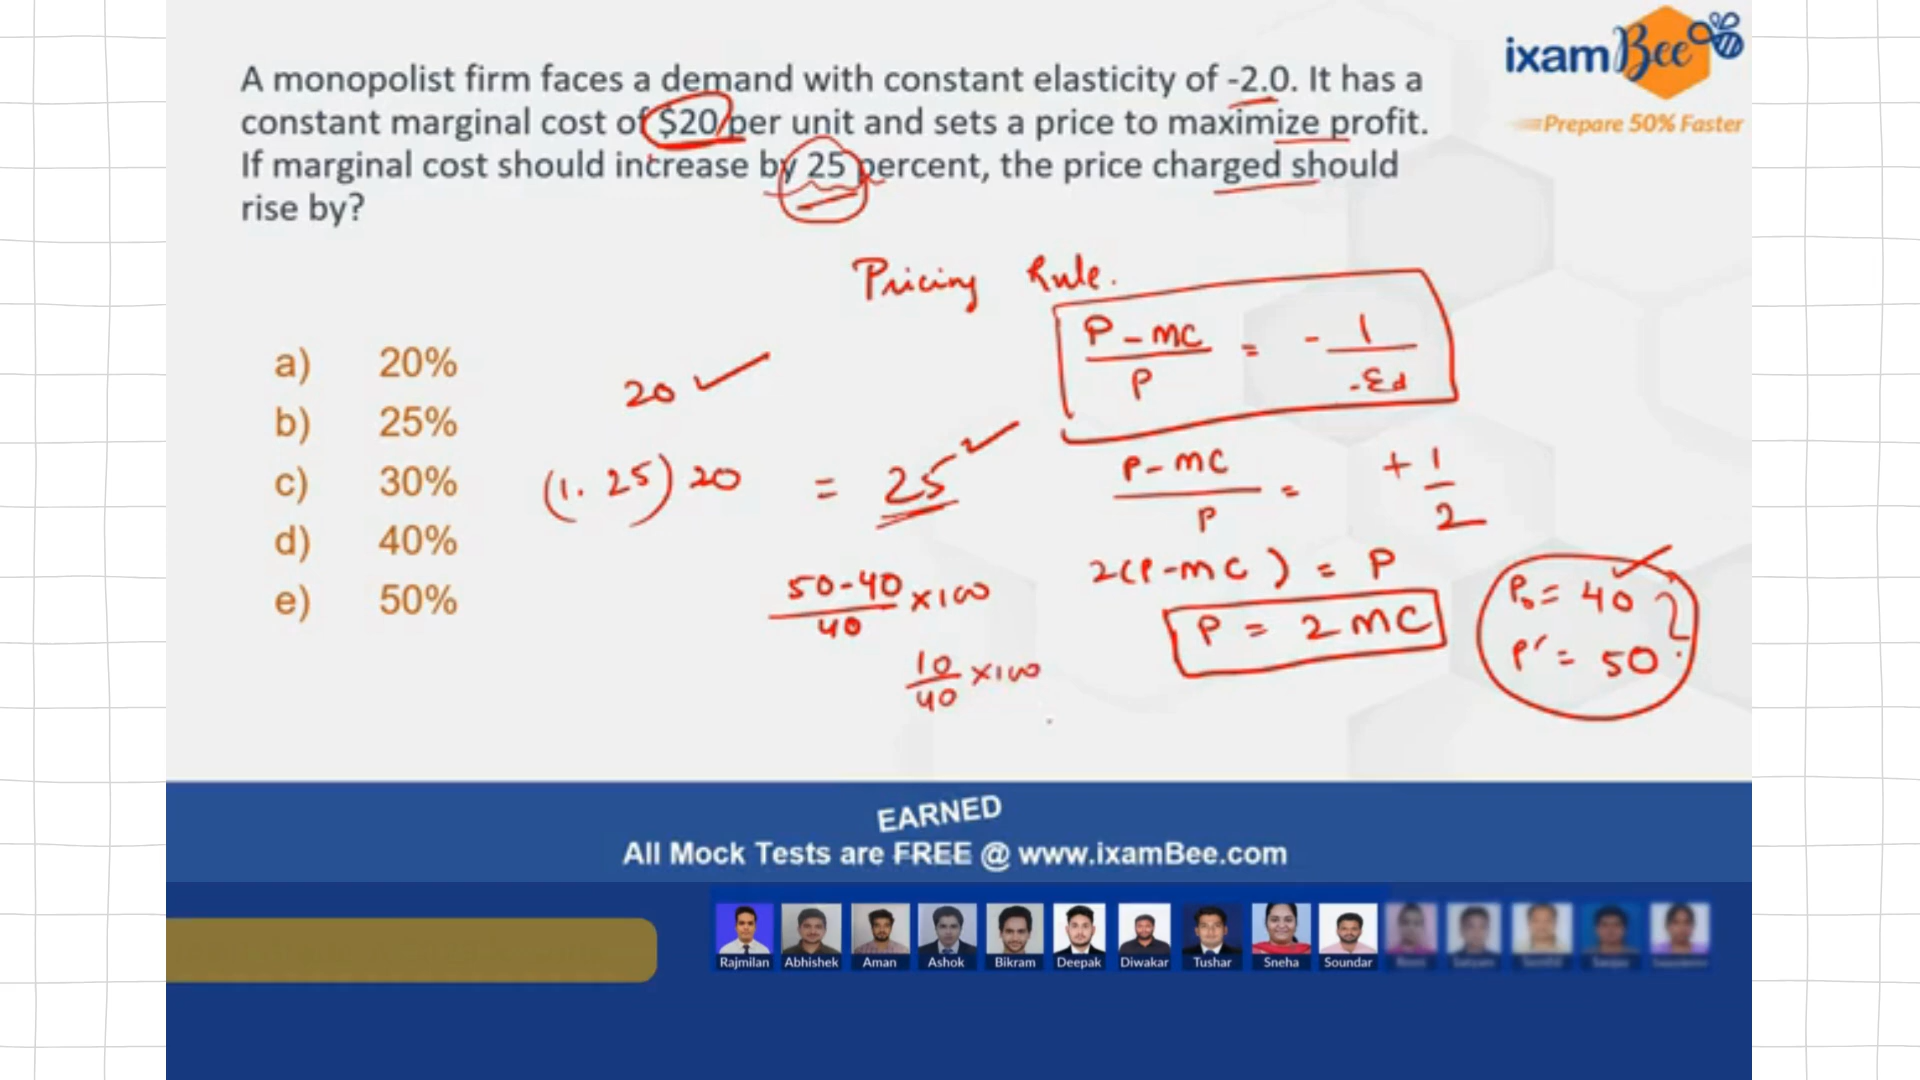 ixamBee
Prepare 50% Faster
A monopolist firm faces a demand with constant elasticity of -2.0. It has a
constant marginal cost of $20 per unit and sets a price to maximize profit.
If marginal cost should increase by 25 percent, the price charged should
rise by?
Pricing Rule.
P - MC / P = - 1 / -Ed
a) 20%
b) 25%
c) 30%
d) 40%
e) 50%
20 ✓
(1.25) 20 = 25 ✓
P - MC / P = + 1 / 2
2(P-MC) = P
P = 2MC
50-40 / 40 ×100
10 / 40 ×100
P₀ = 40
P' = 50
EARNED
All Mock Tests are FREE @ www.ixamBee.com
Rajmilan Abhishek Aman Ashok Bikram Deepak Diwakar Tushar Sneha Soundar